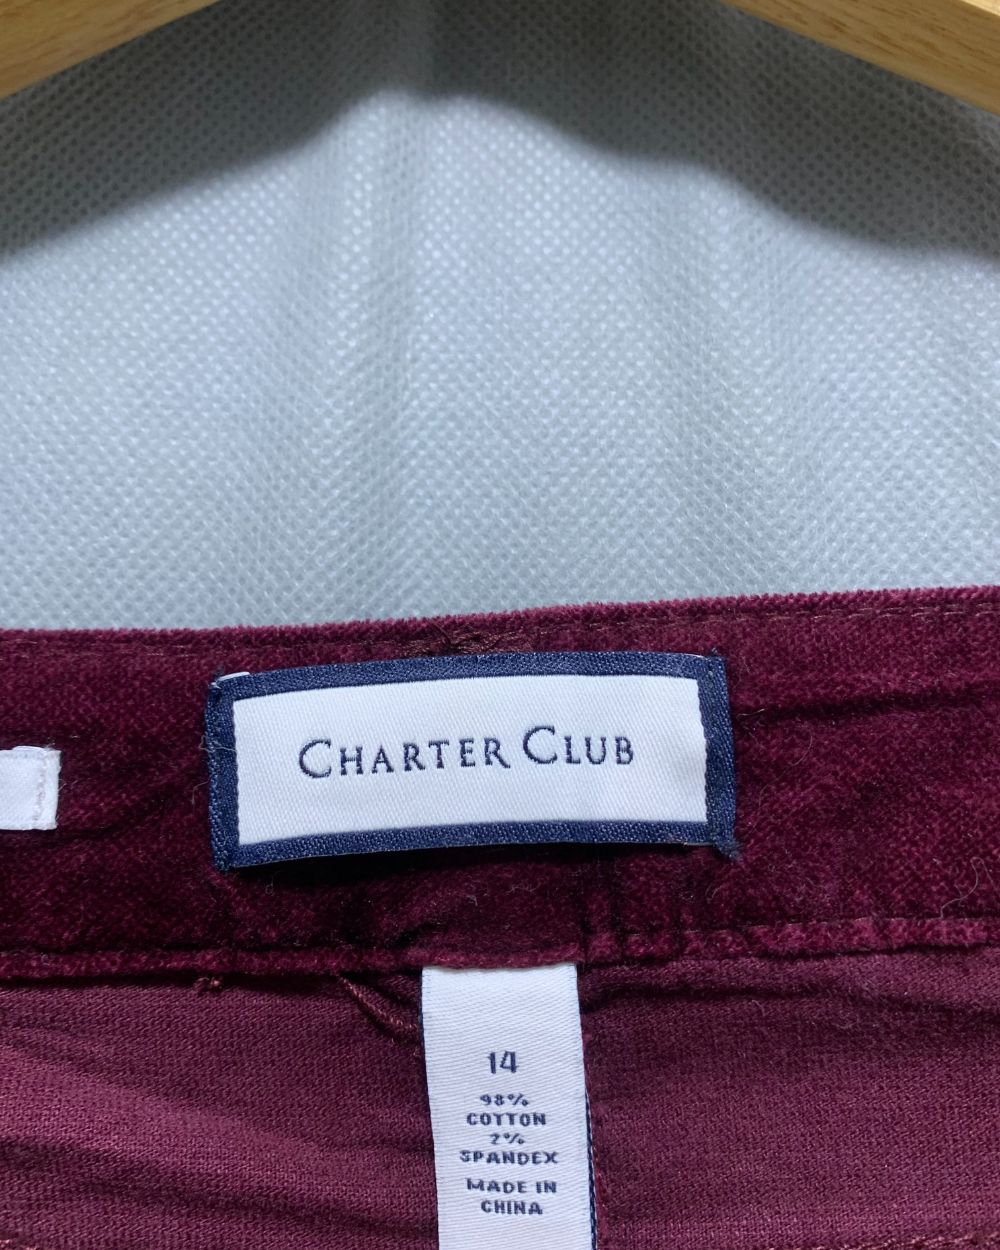 CHARTER CLUB
14
98%
COTTON
2%
SPANDEX
MADE IN
CHINA